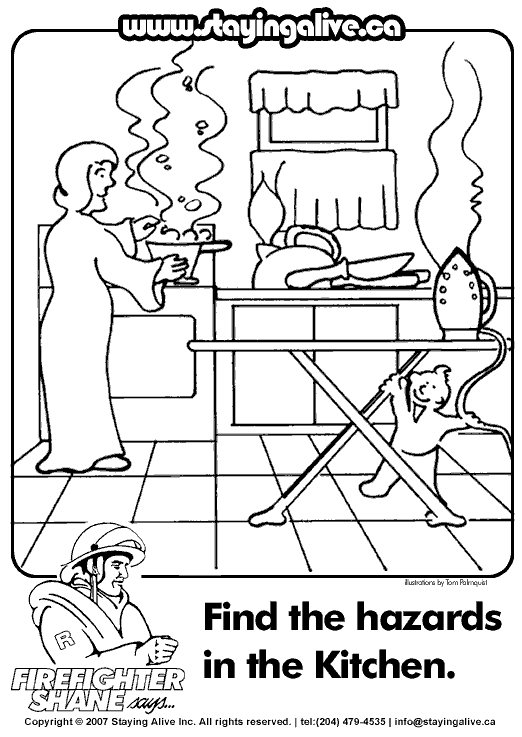 www.stayingalive.ca
illustrations by Tom Palmquist
Find the hazards
in the Kitchen.
R
FIREFIGHTER
SHANE says...
Copyright © 2007 Staying Alive Inc. All rights reserved. | tel:(204) 479-4535 | info@stayingalive.ca